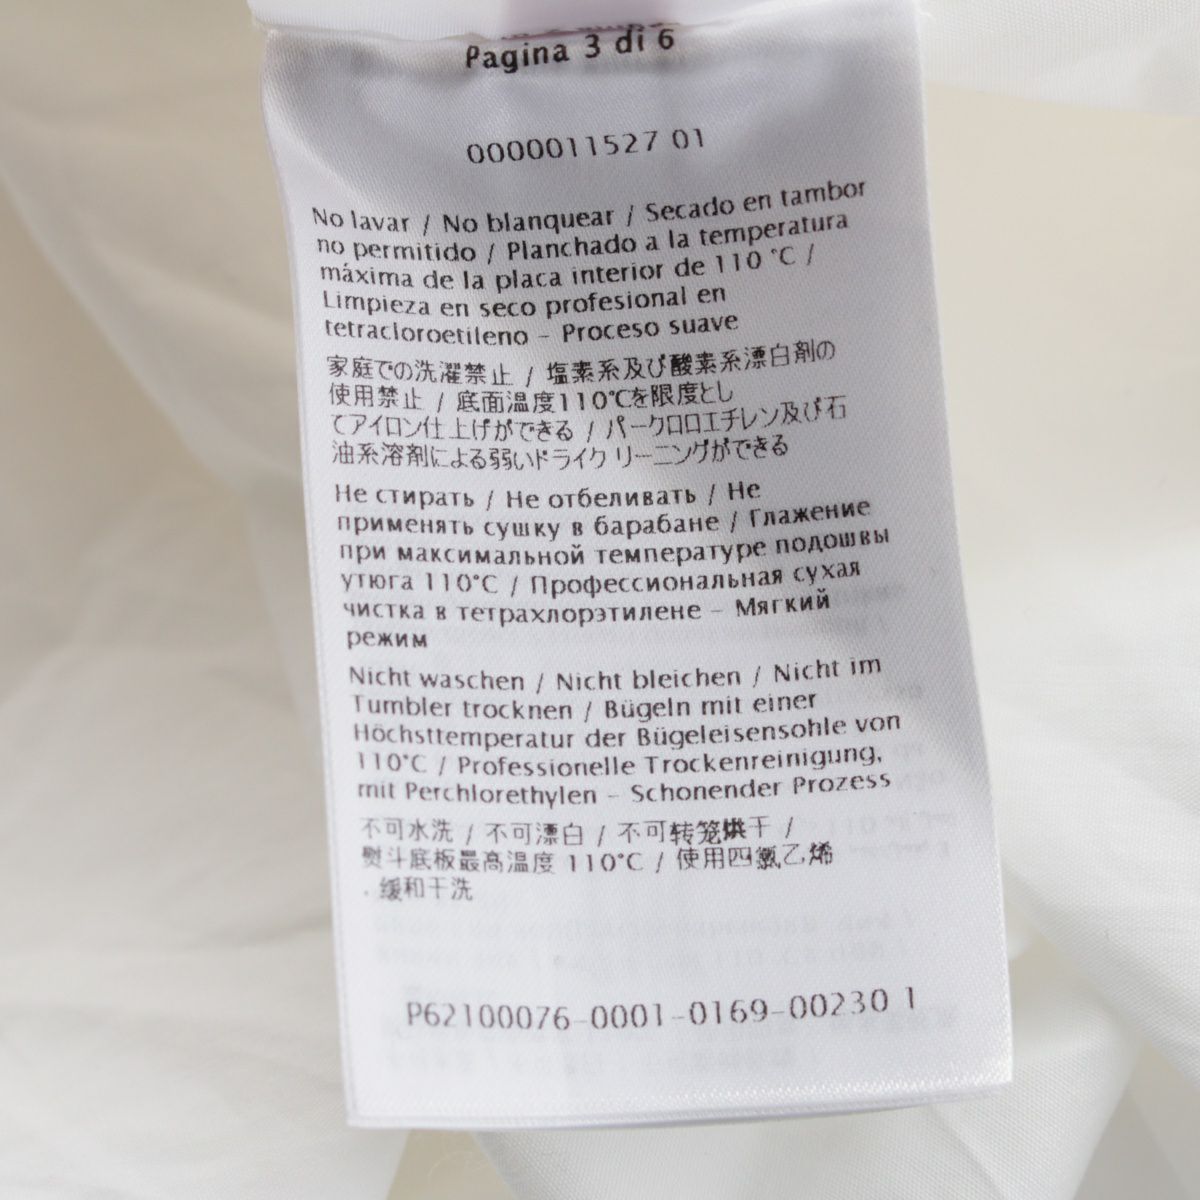 Pagina 3 di 6
0000011527 01
No lavar / No blanquear / Secado en tambor
no permitido / Planchado a la temperatura
máxima de la placa interior de 110 °C /
Limpieza en seco profesional en
tetracloroetileno – Proceso suave
家庭での洗濯禁止 / 塩素系及び酸素系漂白剤の
使用禁止 / 底面温度110℃を限度とし
てアイロン仕上げができる / パークロロエチレン及び石
油系溶剤による弱いドライクリーニングができる
Не стирать / Не отбеливать / Не
применять сушку в барабане / Глажение
при максимальной температуре подошвы
утюга 110°C / Профессиональная сухая
чистка в тетрахлорэтилене – Мягкий
режим
Nicht waschen / Nicht bleichen / Nicht im
Tumbler trocknen / Bügeln mit einer
Höchsttemperatur der Bügeleisensohle von
110°C / Professionelle Trockenreinigung,
mit Perchlorethylen – Schonender Prozess
不可水洗 / 不可漂白 / 不可转笼烘干 /
熨斗底板最高温度 110°C / 使用四氯乙烯
. 缓和干洗
P62100076-0001-0169-00230 1